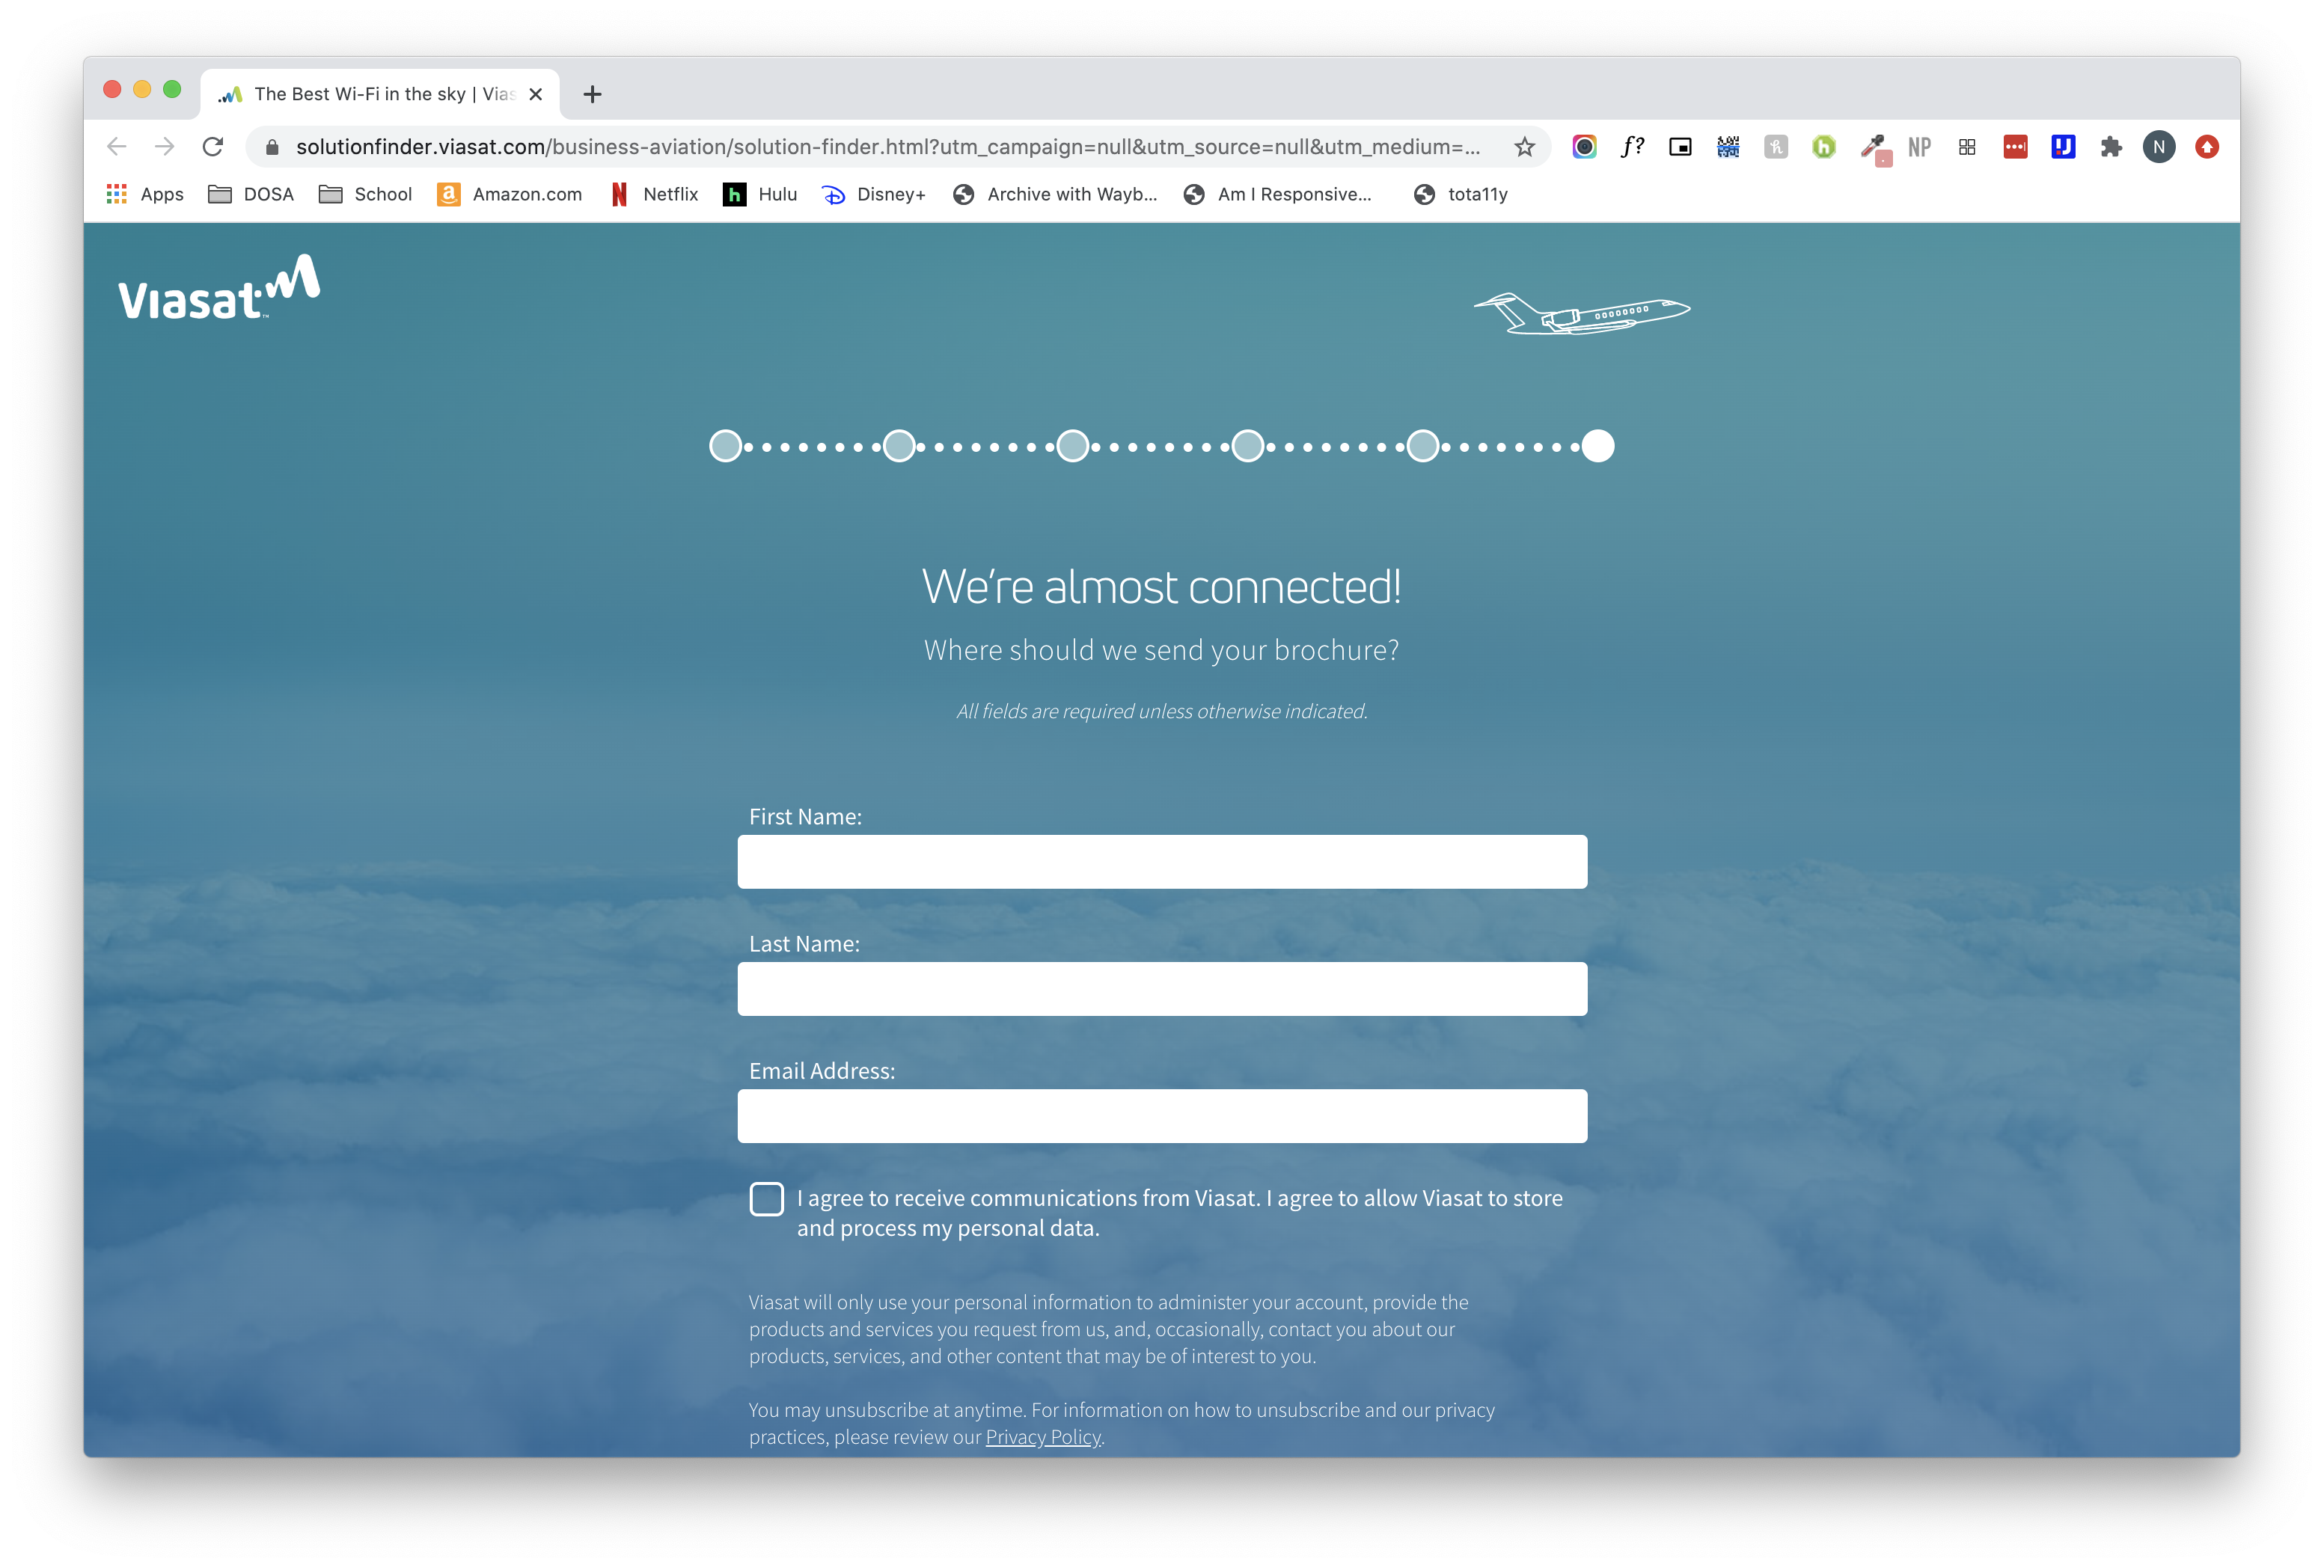 The Best Wi-Fi in the sky | Vias
solutionfinder.viasat.com/business-aviation/solution-finder.html?utm_campaign=null&utm_source=null&utm_medium=...
f?
NP
N
Apps
DOSA
School
Amazon.com
Netflix
Hulu
Disney+
Archive with Wayb...
Am I Responsive...
tota11y
Viasat™
We're almost connected!
Where should we send your brochure?
All fields are required unless otherwise indicated.
First Name:
Last Name:
Email Address:
I agree to receive communications from Viasat. I agree to allow Viasat to store
and process my personal data.
Viasat will only use your personal information to administer your account, provide the
products and services you request from us, and, occasionally, contact you about our
products, services, and other content that may be of interest to you.
You may unsubscribe at anytime. For information on how to unsubscribe and our privacy
practices, please review our Privacy Policy.